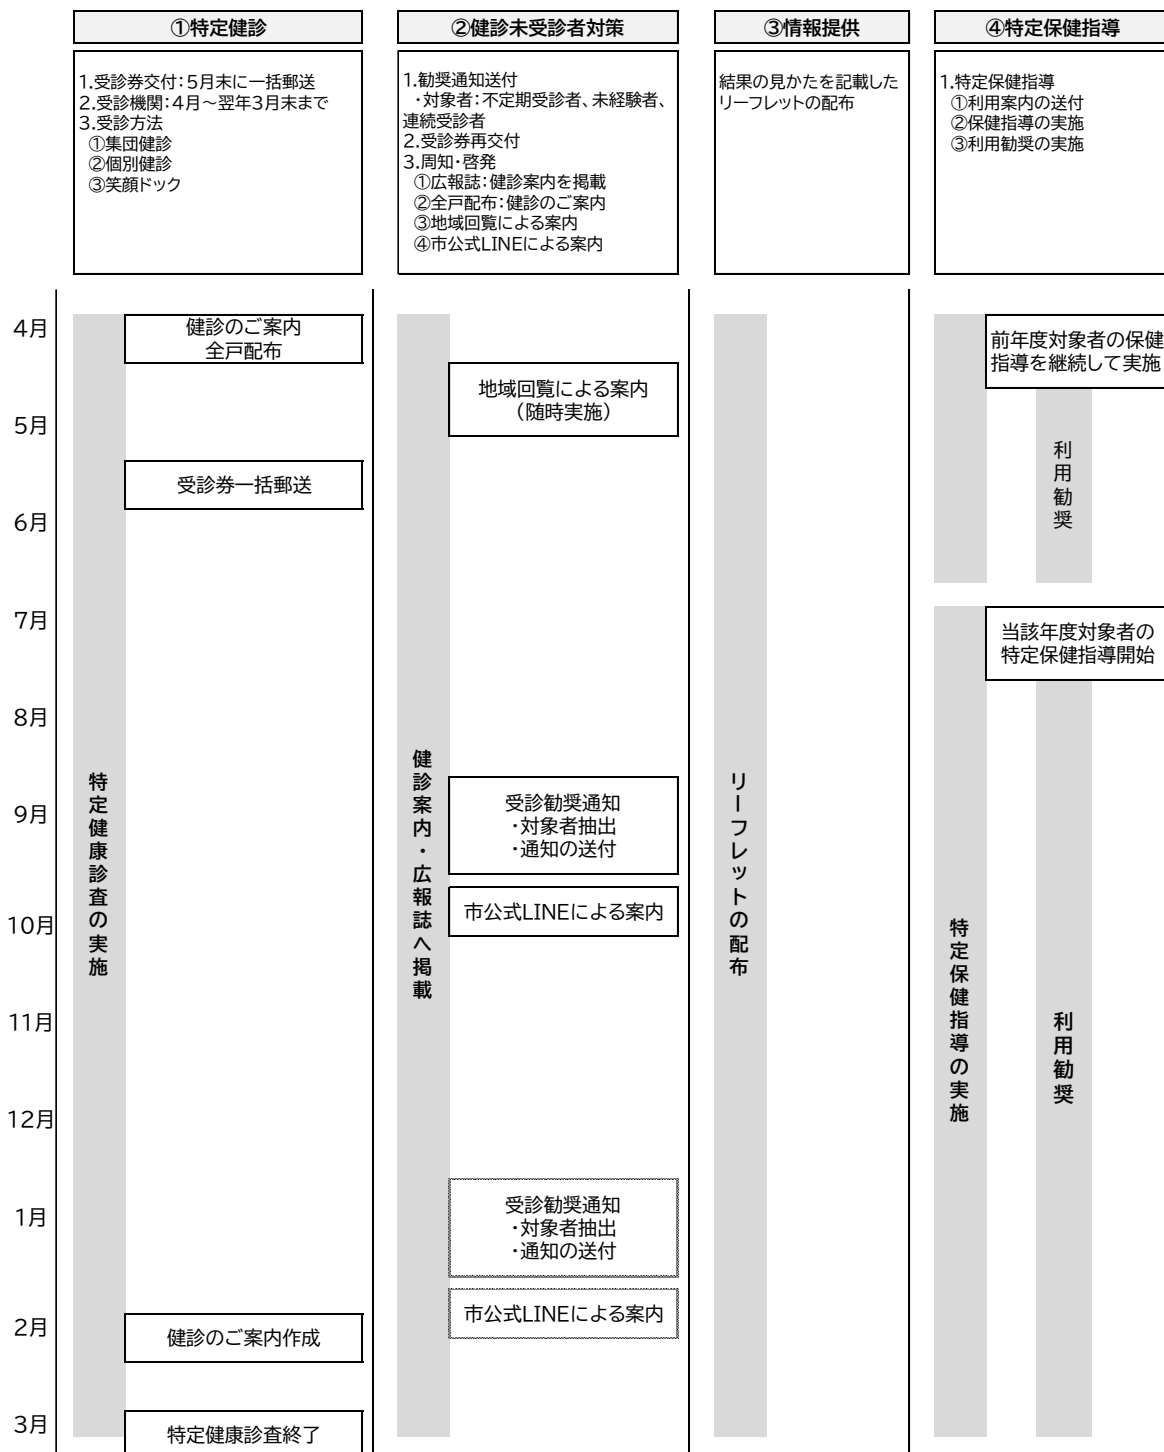 ①特定健診
②健診未受診者対策
③情報提供
④特定保健指導
1.受診券交付：5月末に一括郵送
2.受診機関：4月～翌年3月末まで
3.受診方法
①集団健診
②個別健診
③笑顔ドック
1.勧奨通知送付
・対象者：不定期受診者、未経験者、
連続受診者
2.受診券再交付
3.周知・啓発
①広報誌：健診案内を掲載
②全戸配布：健診のご案内
③地域回覧による案内
④市公式LINEによる案内
結果の見かたを記載した
リーフレットの配布
1.特定保健指導
①利用案内の送付
②保健指導の実施
③利用勧奨の実施
4月
5月
6月
7月
8月
9月
10月
11月
12月
1月
2月
3月
特定健康診査の実施
健診のご案内
全戸配布
受診券一括郵送
健診のご案内作成
特定健康診査終了
健診案内・広報誌へ掲載
地域回覧による案内
（随時実施）
受診勧奨通知
・対象者抽出
・通知の送付
市公式LINEによる案内
受診勧奨通知
・対象者抽出
・通知の送付
市公式LINEによる案内
リーフレットの配布
前年度対象者の保健
指導を継続して実施
利用勧奨
当該年度対象者の
特定保健指導開始
特定保健指導の実施
利用勧奨